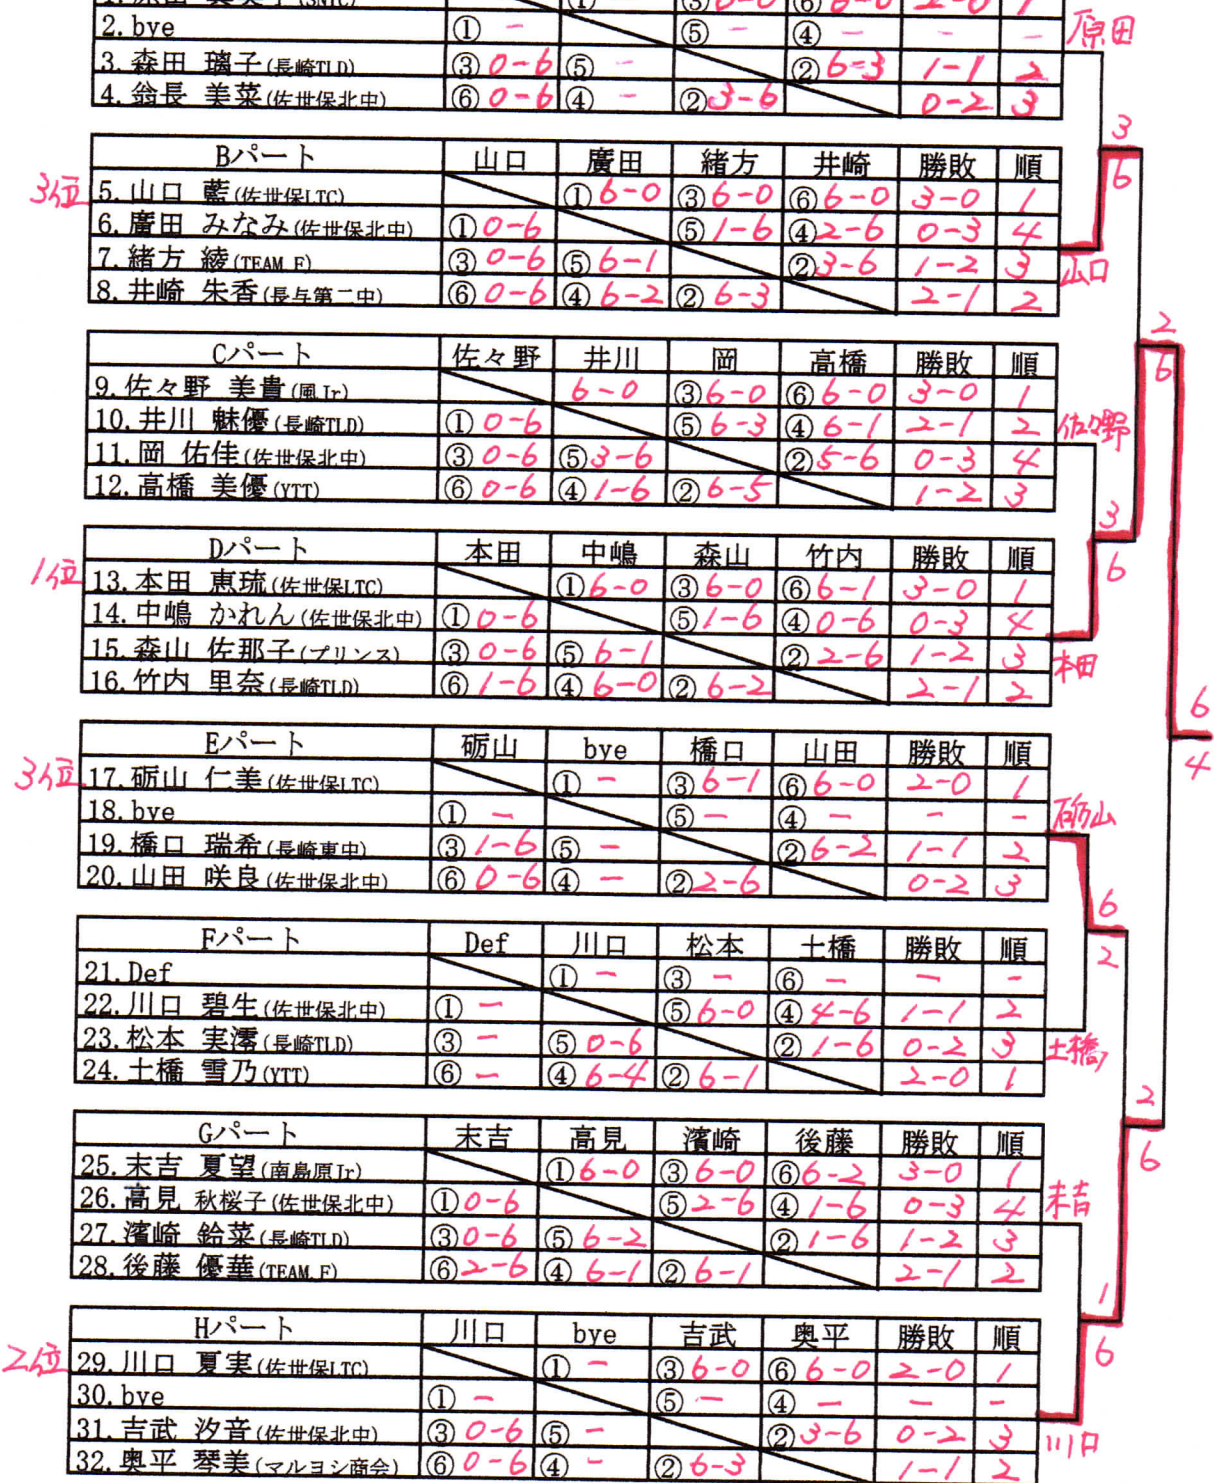 2.bye ① - ⑤ - ④ - - -
原田
3.森田 璃子(長崎TLD) ③ 0-6 ⑤ - ② 6-3 1-1 2
4.翁長 美菜(佐世保北中) ⑥ 0-6 ④ - ② 3-6 0-2 3
3
6
Bパート 山口 廣田 緒方 井崎 勝敗 順
3位 5.山口 藍(佐世保LTC) ① 6-0 ③ 6-0 ⑥ 6-0 3-0 1
6.廣田 みなみ(佐世保北中) ① 0-6 ⑤ 1-6 ④ 2-6 0-3 4
7.緒方 綾(TEAM F) ③ 0-6 ⑤ 6-1 ② 3-6 1-2 3
山口
8.井崎 朱香(長与第二中) ⑥ 0-6 ④ 6-2 ② 6-3 2-1 2
2
6
Cパート 佐々野 井川 岡 高橋 勝敗 順
9.佐々野 美貴(風Jr) 6-0 ③ 6-0 ⑥ 6-0 3-0 1
10.井川 魅優(長崎TLD) ① 0-6 ⑤ 6-3 ④ 6-1 2-1 2
佐々野
11.岡 佑佳(佐世保北中) ③ 0-6 ⑤ 3-6 ② 5-6 0-3 4
12.高橋 美優(YTT) ⑥ 0-6 ④ 1-6 ② 6-5 1-2 3
3
6
Dパート 本田 中嶋 森山 竹内 勝敗 順
1位 13.本田 恵琉(佐世保LTC) ① 6-0 ③ 6-0 ⑥ 6-1 3-0 1
14.中嶋 かれん(佐世保北中) ① 0-6 ⑤ 1-6 ④ 0-6 0-3 4
15.森山 佐那子(プリンス) ③ 0-6 ⑤ 6-1 ② 2-6 1-2 3
本田
16.竹内 里奈(長崎TLD) ⑥ 1-6 ④ 6-0 ② 6-2 2-1 2
6
4
Eパート 砺山 bye 橋口 山田 勝敗 順
3位 17.砺山 仁美(佐世保LTC) ① - ③ 6-1 ⑥ 6-0 2-0 1
18.bye ① - ⑤ - ④ - - -
砺山
19.橋口 瑞希(長崎東中) ③ 1-6 ⑤ - ② 6-2 1-1 2
20.山田 咲良(佐世保北中) ⑥ 0-6 ④ - ② 2-6 0-2 3
6
2
Fパート Def 川口 松本 土橋 勝敗 順
21.Def ① - ③ - ⑥ - - -
22.川口 碧生(佐世保北中) ① - ⑤ 6-0 ④ 4-6 1-1 2
23.松本 実澪(長崎TLD) ③ - ⑤ 0-6 ② 1-6 0-2 3
土橋
24.土橋 雪乃(YTT) ⑥ - ④ 6-4 ② 6-1 2-0 1
2
6
Gパート 末吉 高見 濱崎 後藤 勝敗 順
25.末吉 夏望(南島原Jr) ① 6-0 ③ 6-0 ⑥ 6-2 3-0 1
26.高見 秋桜子(佐世保北中) ① 0-6 ⑤ 2-6 ④ 1-6 0-3 4
末吉
27.濱崎 鈴菜(長崎TLD) ③ 0-6 ⑤ 6-2 ② 1-6 1-2 3
28.後藤 優華(TEAM F) ⑥ 2-6 ④ 6-1 ② 6-1 2-1 2
1
6
Hパート 川口 bye 吉武 奥平 勝敗 順
2位 29.川口 夏実(佐世保LTC) ① - ③ 6-0 ⑥ 6-0 2-0 1
30.bye ① - ⑤ - ④ - - -
31.吉武 汐音(佐世保北中) ③ 0-6 ⑤ - ② 3-6 0-2 3
川口
32.奥平 琴美(マルヨシ商会) ⑥ 0-6 ④ - ② 6-3 1-1 2